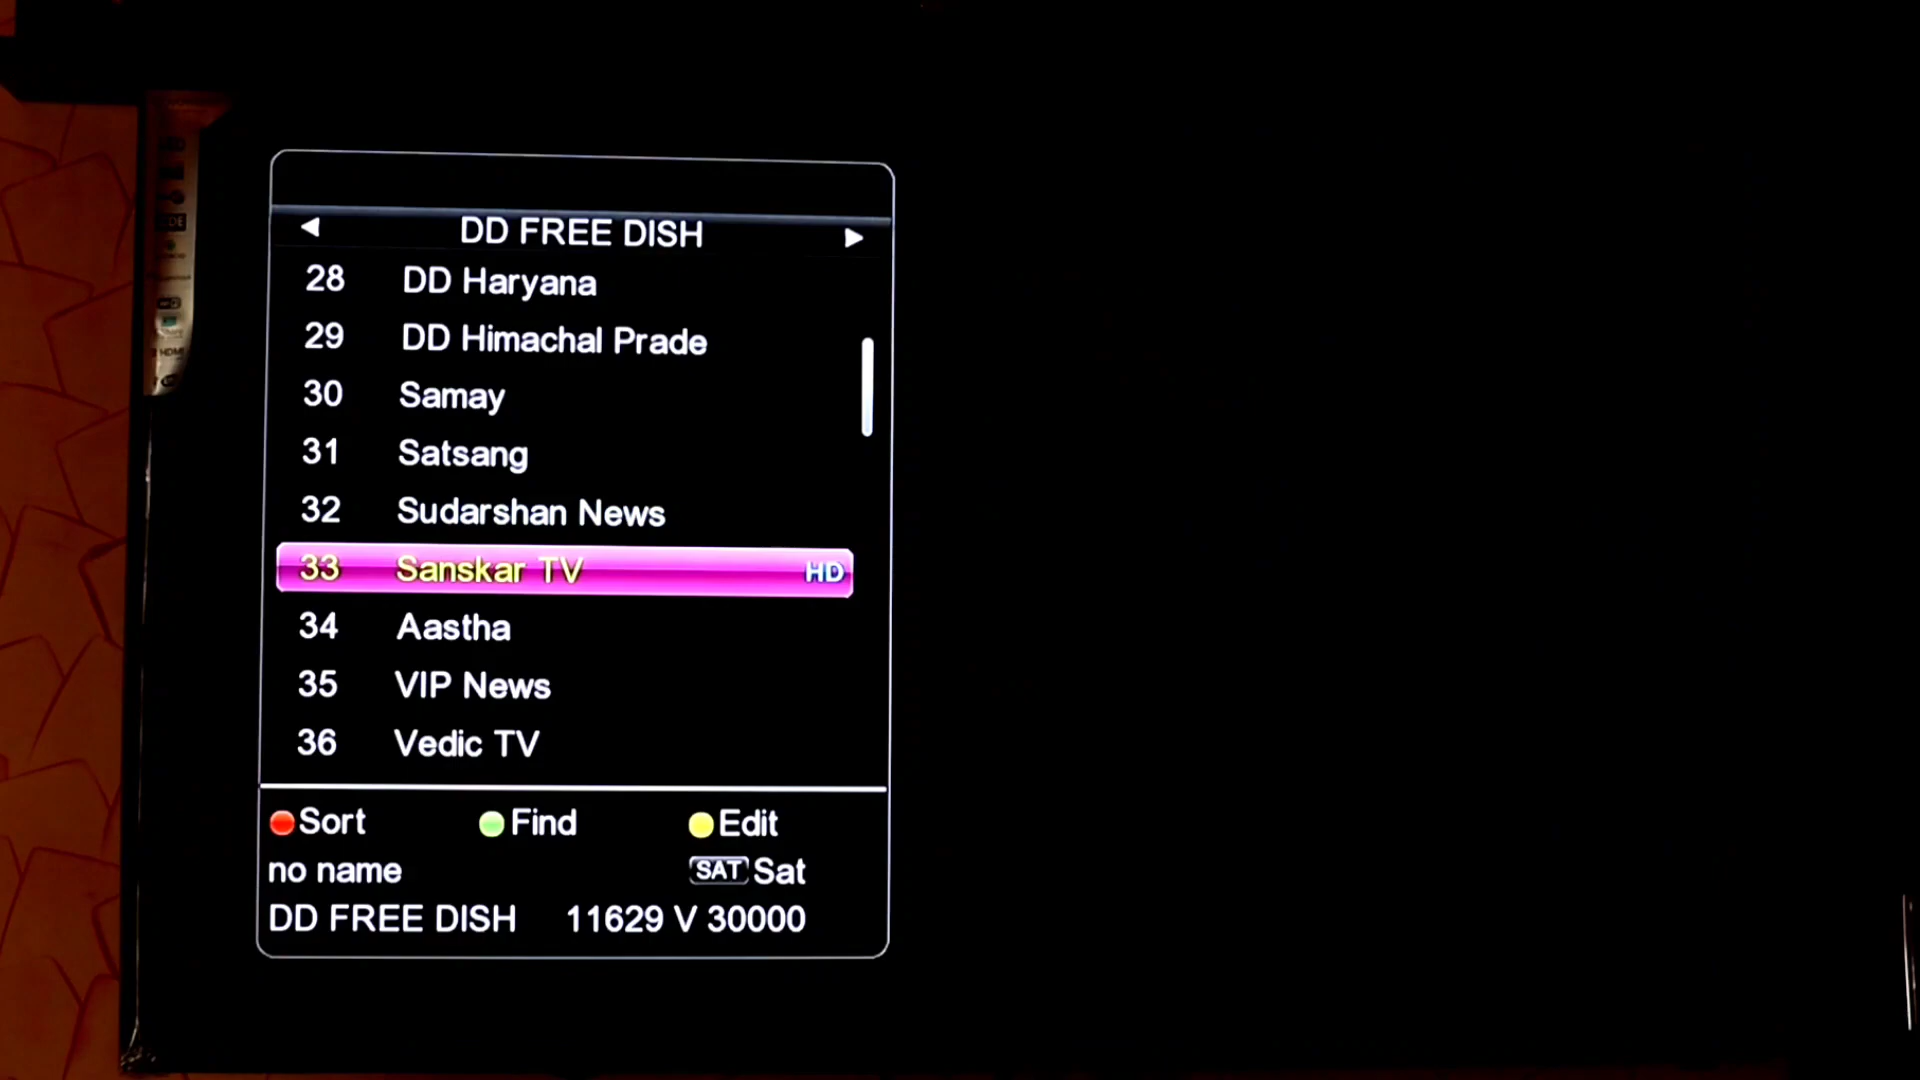 DD FREE DISH
28 DD Haryana
29 DD Himachal Prade
30 Samay
31 Satsang
32 Sudarshan News
33 Sanskar TV HD
34 Aastha
35 VIP News
36 Vedic TV
Sort Find Edit
no name SAT Sat
DD FREE DISH 11629 V 30000
HDMI